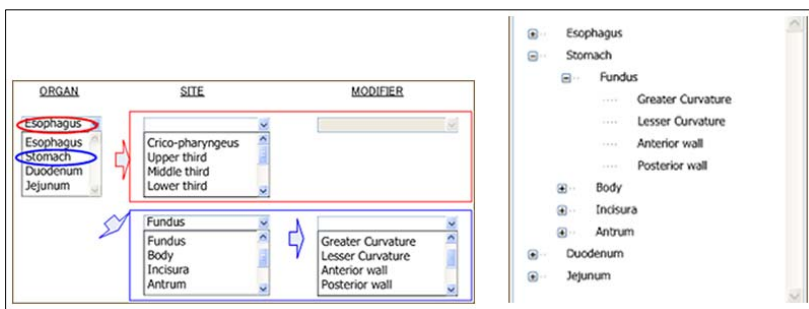 ORGAN SITE MODIFIER
Esophagus
Esophagus
Stomach
Duodenum
Jejunum
Crico-pharyngeus
Upper third
Middle third
Lower third
Fundus
Fundus
Body
Incisura
Antrum
Greater Curvature
Lesser Curvature
Anterior wall
Posterior wall
Esophagus
Stomach
Fundus
Greater Curvature
Lesser Curvature
Anterior wall
Posterior wall
Body
Incisura
Antrum
Duodenum
Jejunum